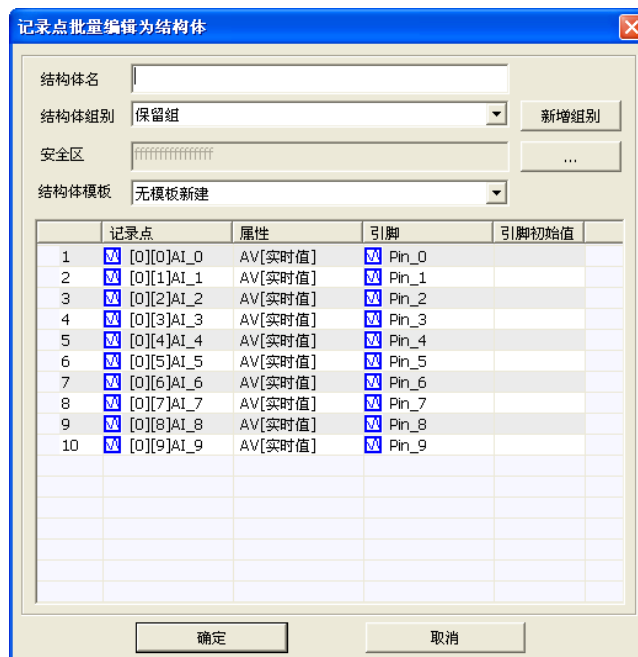 记录点批量编辑为结构体
结构体名
结构体组别 保留组 新增组别
安全区 ffffffffffffffff ...
结构体模板 无模板新建
记录点 属性 引脚 引脚初始值
1 [0][0]AI_0 AV[实时值] Pin_0
2 [0][1]AI_1 AV[实时值] Pin_1
3 [0][2]AI_2 AV[实时值] Pin_2
4 [0][3]AI_3 AV[实时值] Pin_3
5 [0][4]AI_4 AV[实时值] Pin_4
6 [0][5]AI_5 AV[实时值] Pin_5
7 [0][6]AI_6 AV[实时值] Pin_6
8 [0][7]AI_7 AV[实时值] Pin_7
9 [0][8]AI_8 AV[实时值] Pin_8
10 [0][9]AI_9 AV[实时值] Pin_9
确定 取消